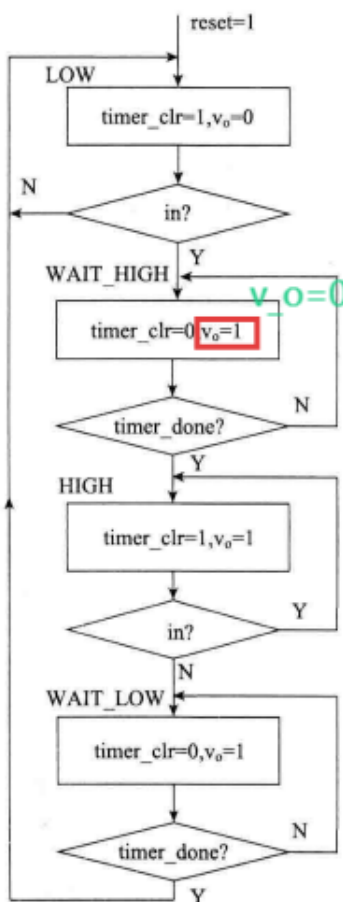 reset=1
LOW
timer_clr=1,vₒ=0
N
in?
Y
WAIT_HIGH
v_o=0
timer_clr=0 vₒ=1
N
timer_done?
Y
HIGH
timer_clr=1,vₒ=1
Y
in?
N
WAIT_LOW
timer_clr=0,vₒ=1
N
timer_done?
Y